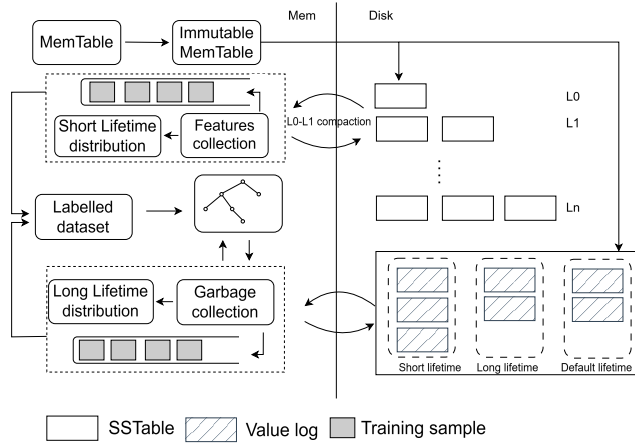 Mem
Disk
MemTable
Immutable
MemTable
L0
L1
Ln
L0-L1 compaction
Short Lifetime
distribution
Features
collection
Labelled
dataset
Long Lifetime
distribution
Garbage
collection
Short lifetime
Long lifetime
Default lifetime
SSTable
Value log
Training sample